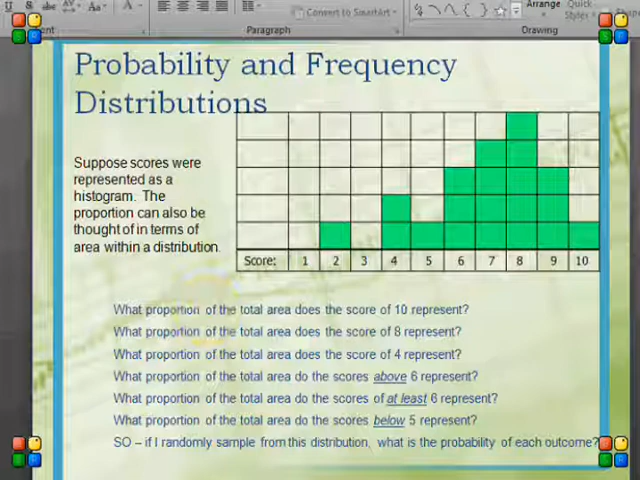 Convert to SmartArt
Arrange
Quick
Styles
Paragraph
Drawing
Probability and Frequency
Distributions
Suppose scores were
represented as a
histogram. The
proportion can also be
thought of in terms of
area within a distribution.
Score: 1 2 3 4 5 6 7 8 9 10
What proportion of the total area does the score of 10 represent?
What proportion of the total area does the score of 8 represent?
What proportion of the total area does the score of 4 represent?
What proportion of the total area do the scores above 6 represent?
What proportion of the total area do the scores of at least 6 represent?
What proportion of the total area do the scores below 5 represent?
SO – if I randomly sample from this distribution, what is the probability of each outcome?